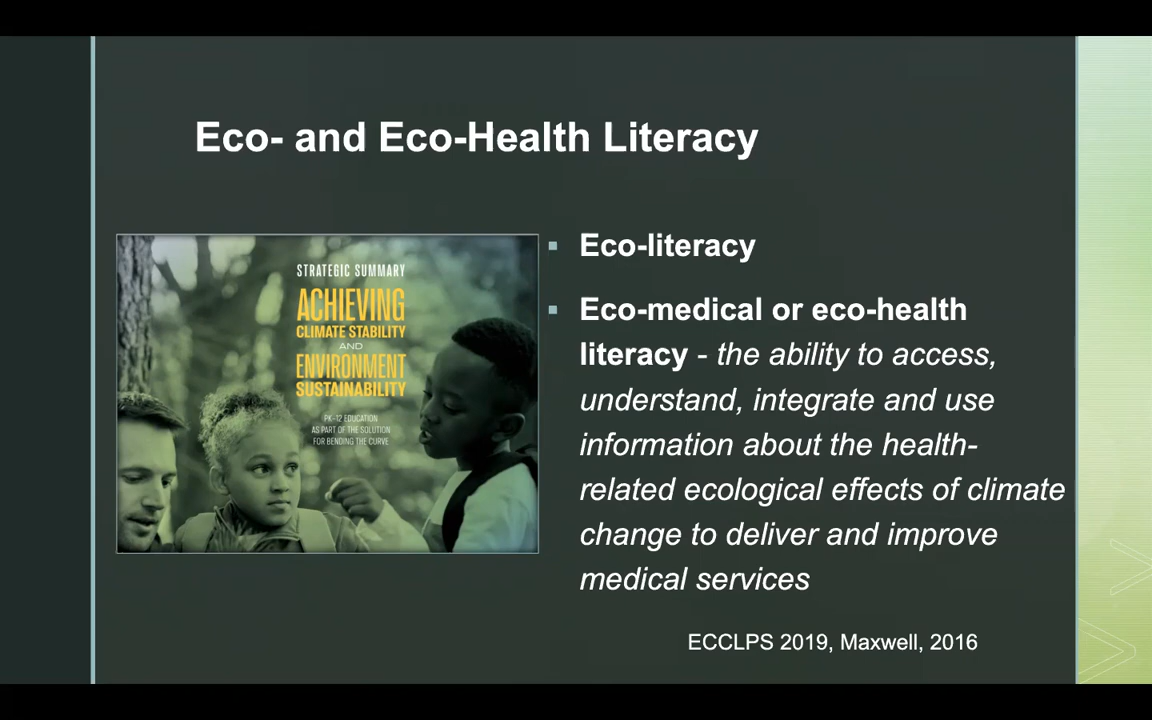 Eco- and Eco-Health Literacy
STRATEGIC SUMMARY
ACHIEVING
CLIMATE STABILITY
AND
ENVIRONMENT
SUSTAINABILITY
PK-12 EDUCATION
AS PART OF THE SOLUTION
FOR BENDING THE CURVE
▪ Eco-literacy
▪ Eco-medical or eco-health
literacy - the ability to access,
understand, integrate and use
information about the health-
related ecological effects of climate
change to deliver and improve
medical services
ECCLPS 2019, Maxwell, 2016